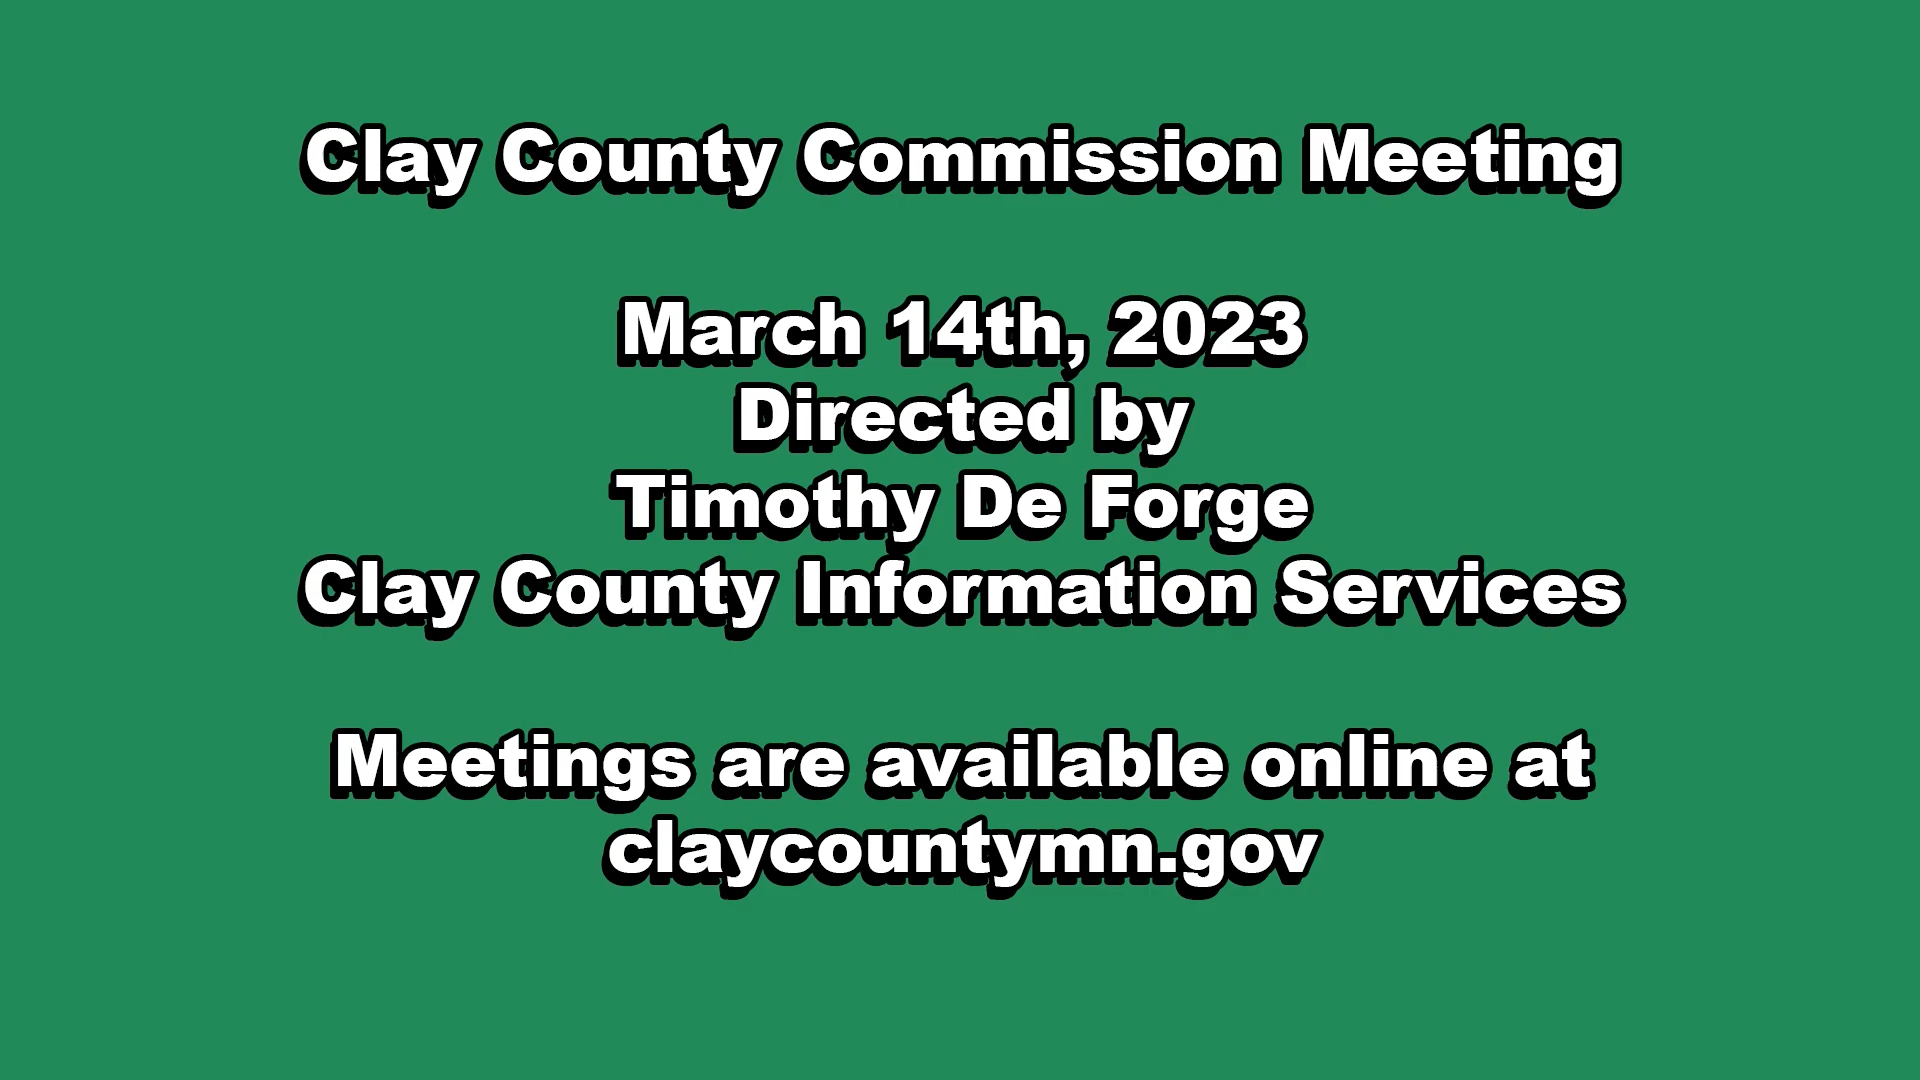 Clay County Commission Meeting
March 14th, 2023
Directed by
Timothy De Forge
Clay County Information Services
Meetings are available online at
claycountymn.gov